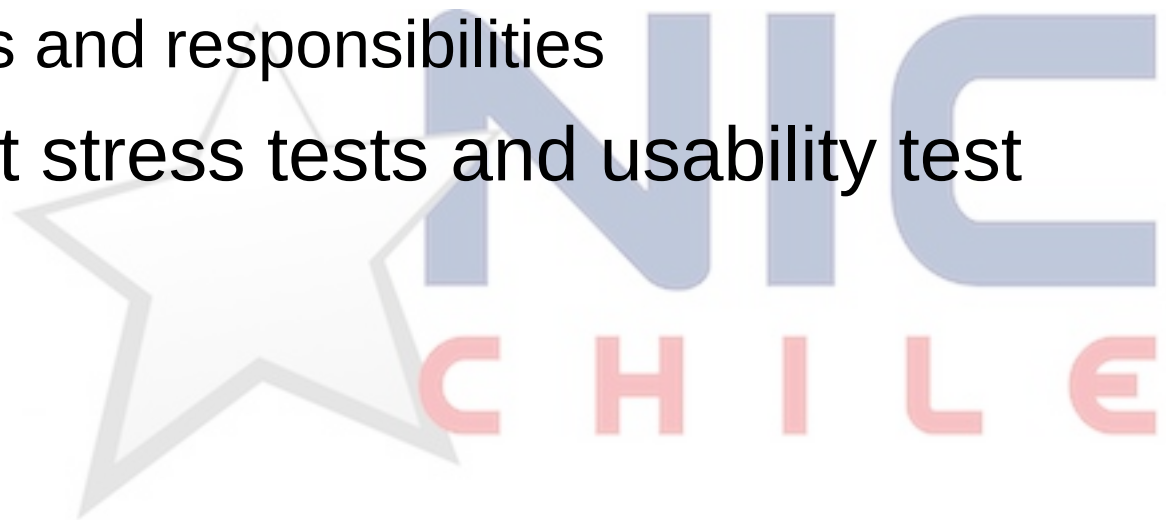 s and responsibilities
t stress tests and usability test
NIC
CHILE